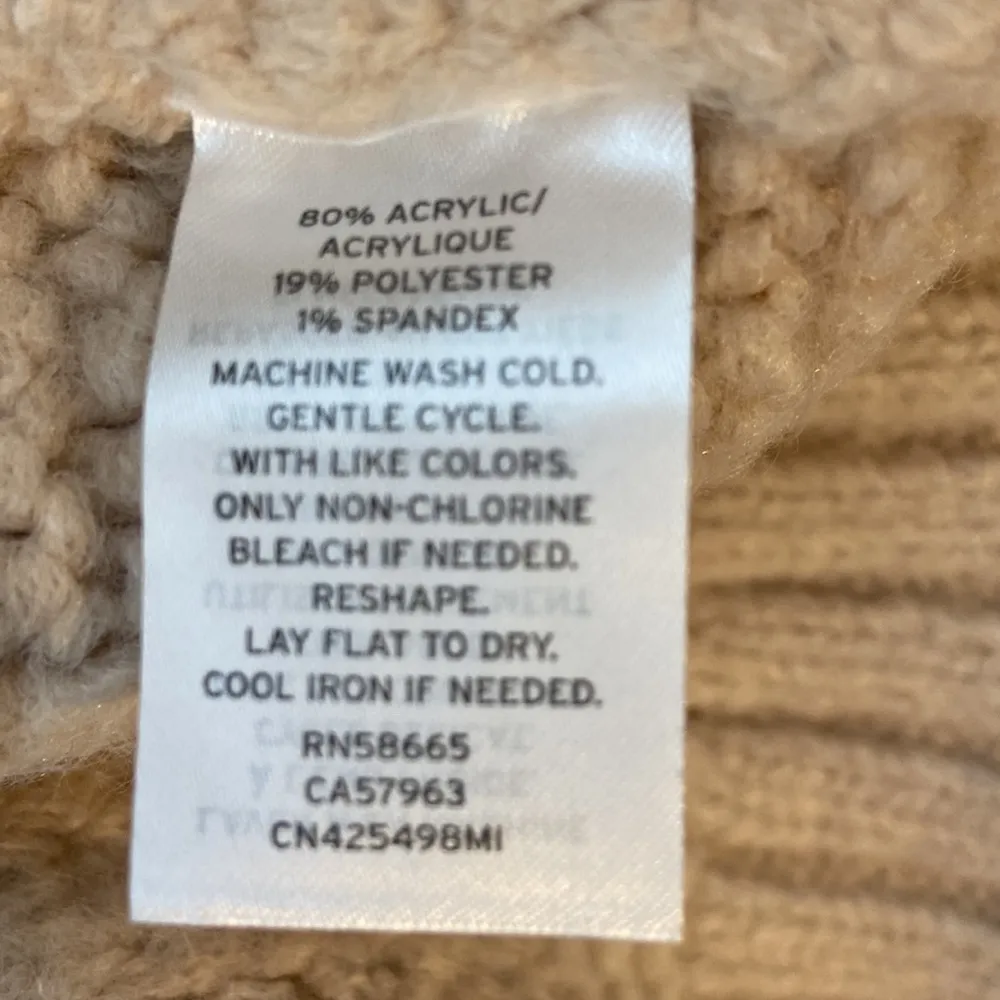 80% ACRYLIC/
ACRYLIQUE
19% POLYESTER
1% SPANDEX
MACHINE WASH COLD.
GENTLE CYCLE.
WITH LIKE COLORS.
ONLY NON-CHLORINE
BLEACH IF NEEDED.
RESHAPE.
LAY FLAT TO DRY.
COOL IRON IF NEEDED.
RN58665
CA57963
CN425498MI